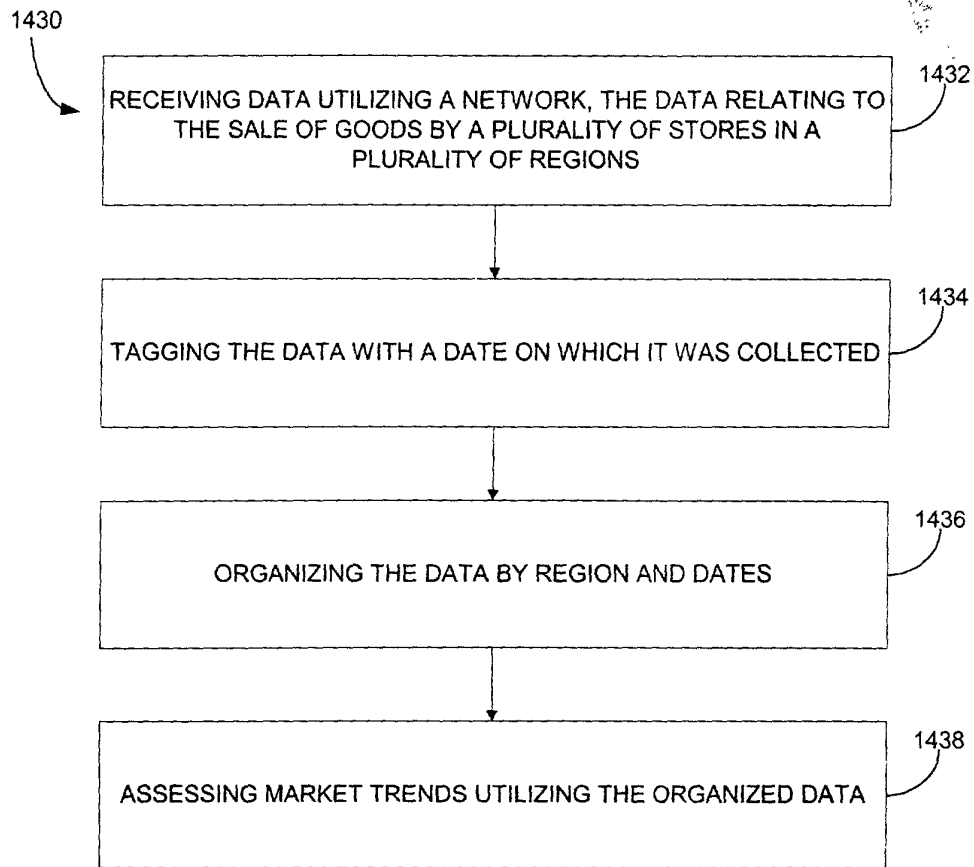 1430
1432
RECEIVING DATA UTILIZING A NETWORK, THE DATA RELATING TO
THE SALE OF GOODS BY A PLURALITY OF STORES IN A
PLURALITY OF REGIONS
1434
TAGGING THE DATA WITH A DATE ON WHICH IT WAS COLLECTED
1436
ORGANIZING THE DATA BY REGION AND DATES
1438
ASSESSING MARKET TRENDS UTILIZING THE ORGANIZED DATA